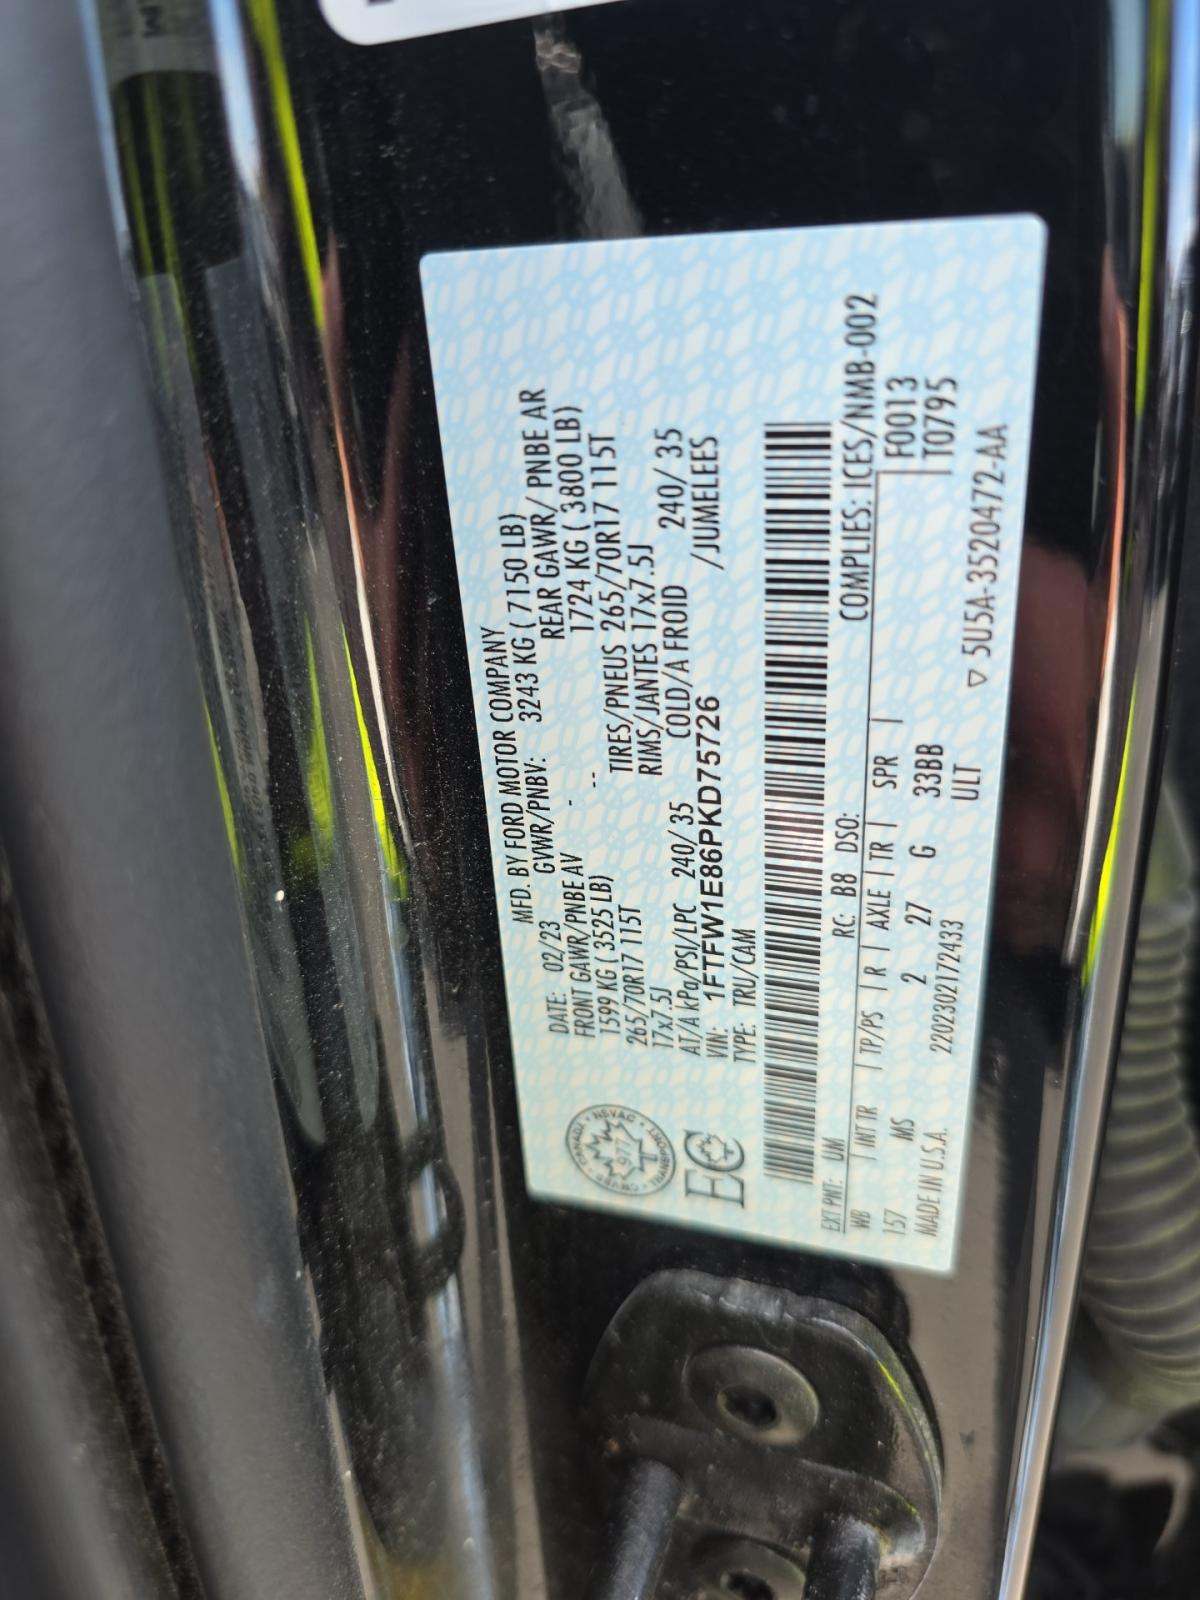 MFD. BY FORD MOTOR COMPANY
DATE: 02/23 GVWR/PNBV: 3243 KG ( 7150 LB)
FRONT GAWR/PNBE AV - REAR GAWR/ PNBE AR
1599 KG ( 3525 LB) -- 1724 KG ( 3800 LB)
265/70R17 115T TIRES/PNEUS 265/70R17 115T
17x7.5J RIMS/JANTES 17x7.5J
AT/A kPa/PSI/LPC 240/ 35 COLD/A FROID 240/ 35
VIN: 1FTFW1E86PKD75726 /JUMELEES
TYPE: TRU/CAM
977
EC
COMPLIES: ICES/NMB-002
EXT PNT: UM RC: B8 DSO: F0013
WB | INT TR | TP/PS | R | AXLE | TR | SPR | T0795
157 MS 2 27 G 33BB
ULT
MADE IN U.S.A. 2202302172433 ▽ 5U5A-3520472-AA